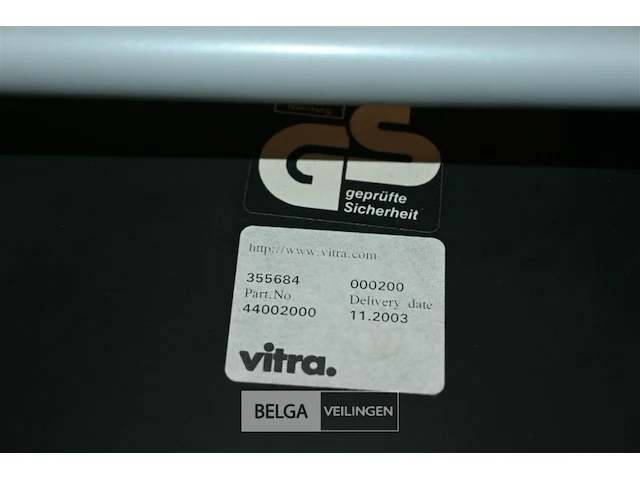 Nürnberg
GS
geprüfte
Sicherheit
http://www.vitra.com
355684 000200
Part.No Delivery date
44002000 11.2003
vitra.
BELGA VEILINGEN